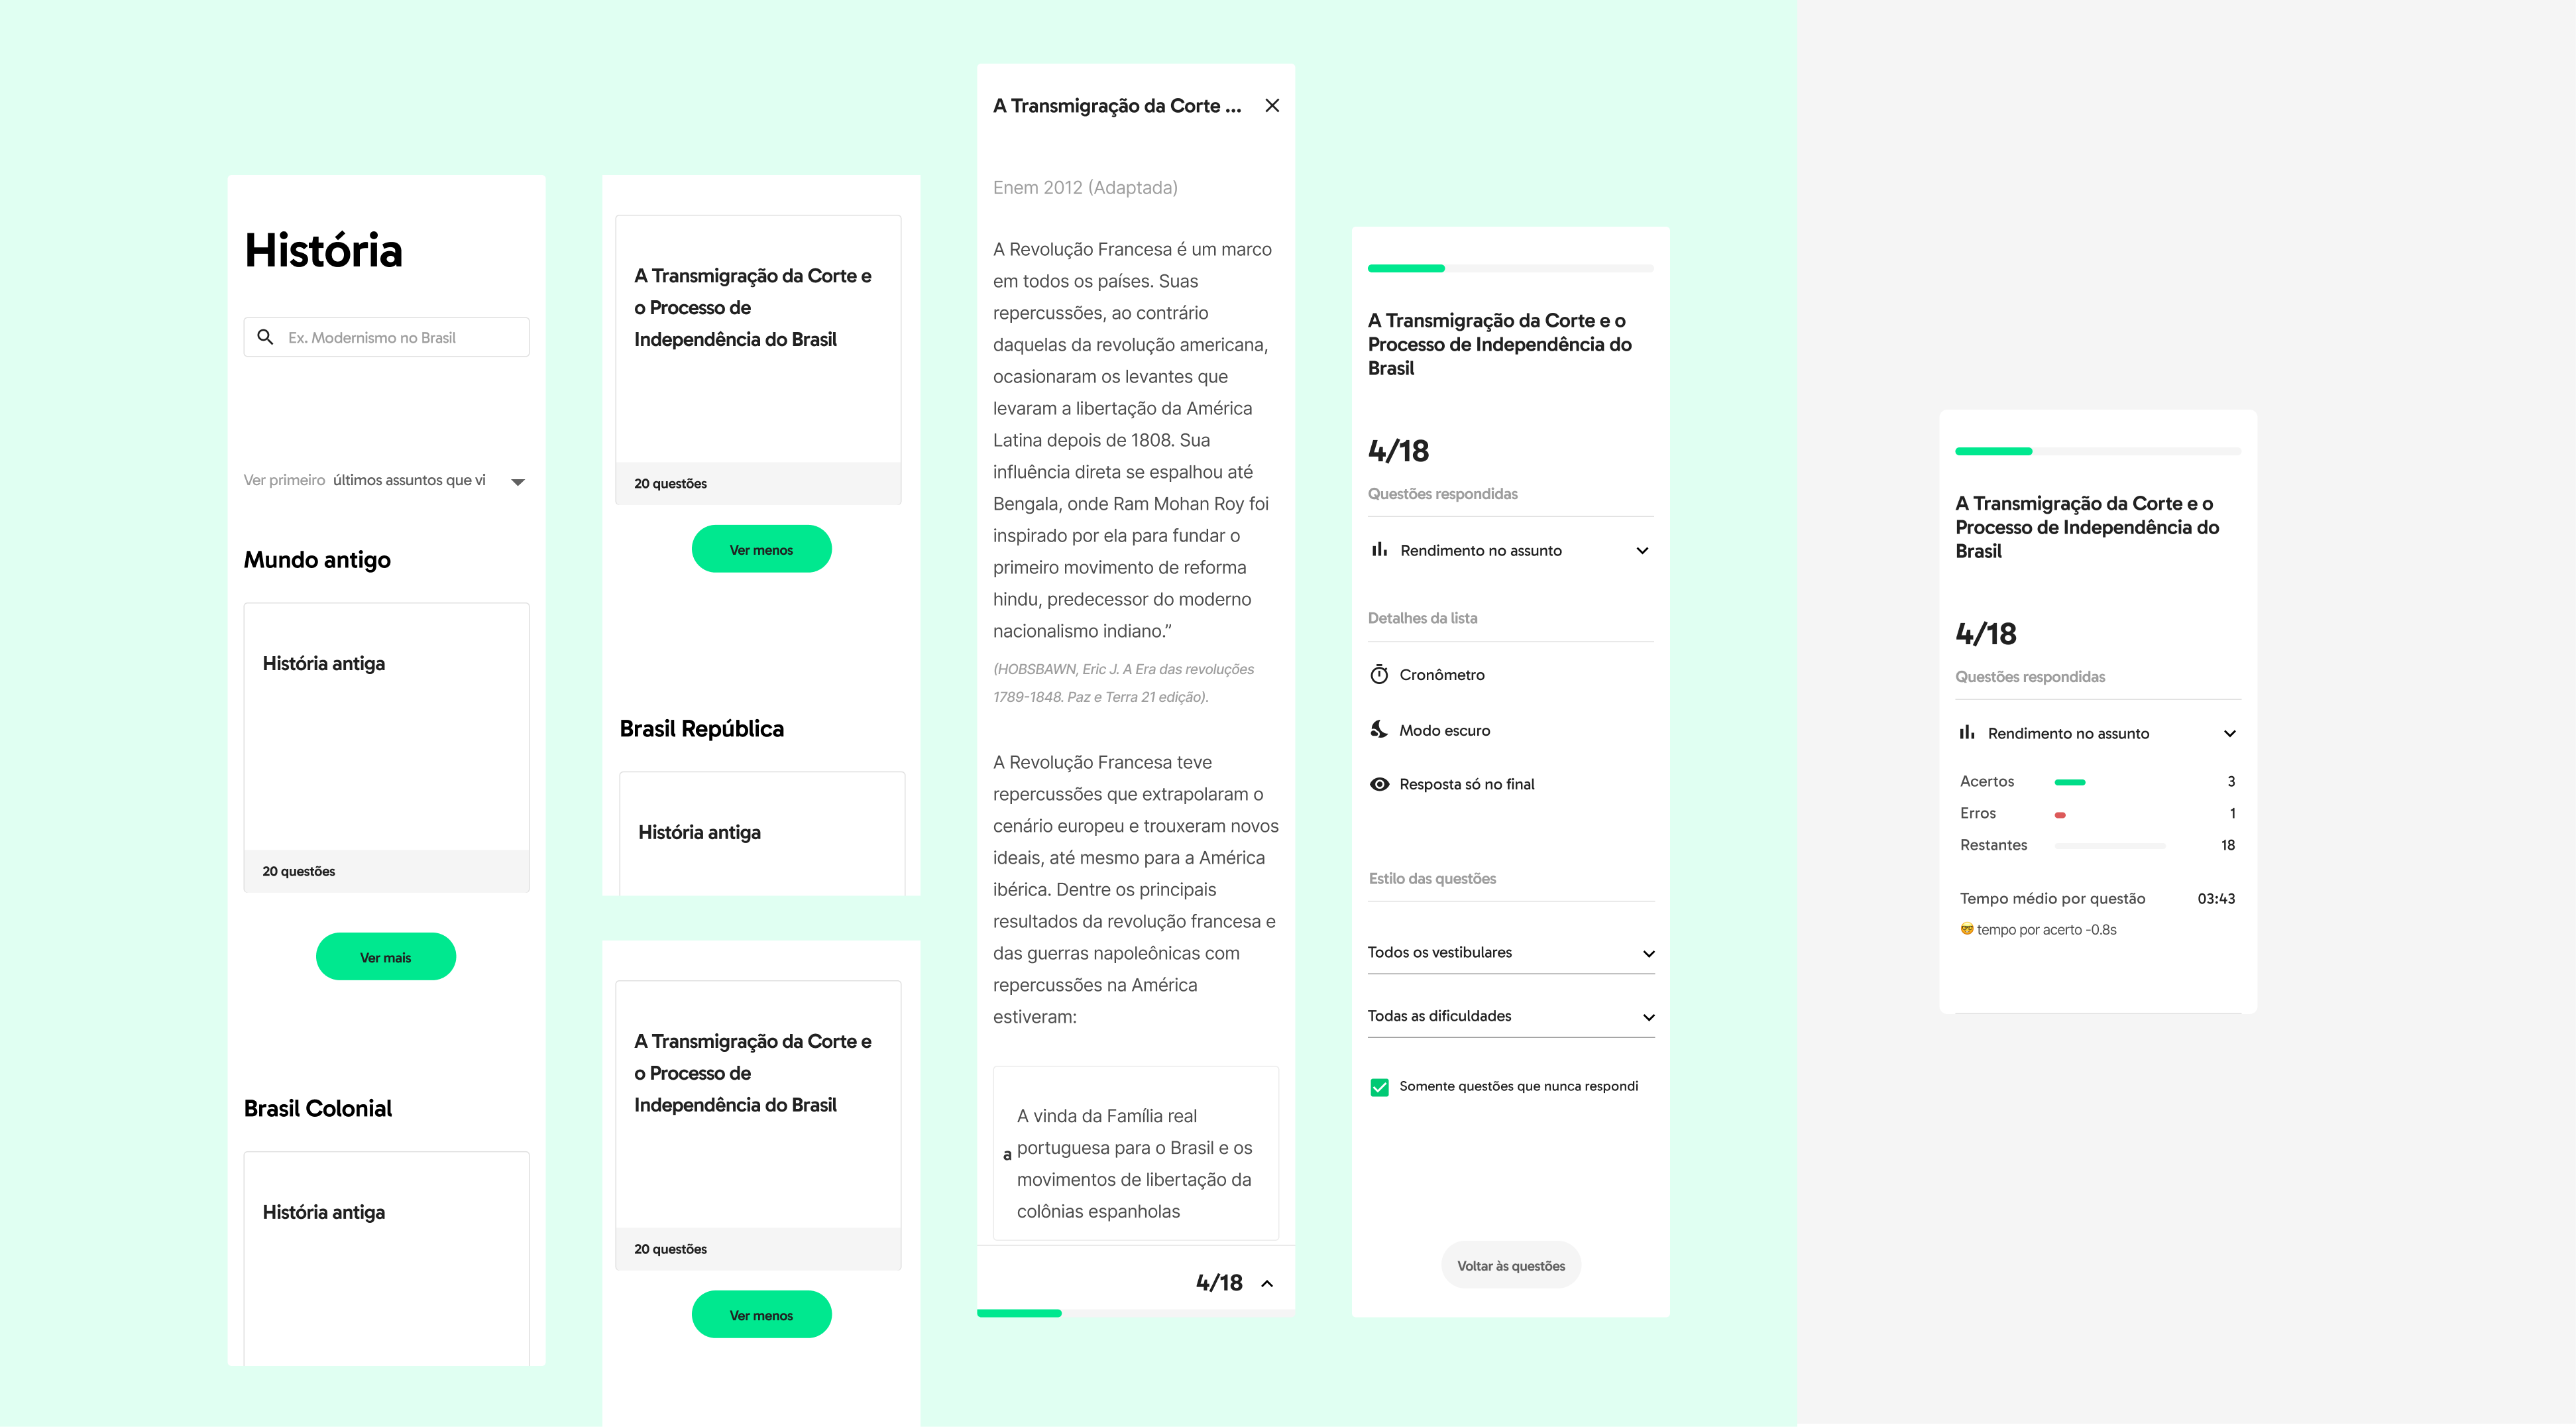 História
Ex. Modernismo no Brasil
Ver primeiro últimos assuntos que vi
Mundo antigo
História antiga
20 questões
Ver mais
Brasil Colonial
História antiga
A Transmigração da Corte e
o Processo de
Independência do Brasil
20 questões
Ver menos
Brasil República
História antiga
A Transmigração da Corte e
o Processo de
Independência do Brasil
20 questões
Ver menos
A Transmigração da Corte ...
Enem 2012 (Adaptada)
A Revolução Francesa é um marco
em todos os países. Suas
repercussões, ao contrário
daquelas da revolução americana,
ocasionaram os levantes que
levaram a libertação da América
Latina depois de 1808. Sua
influência direta se espalhou até
Bengala, onde Ram Mohan Roy foi
inspirado por ela para fundar o
primeiro movimento de reforma
hindu, predecessor do moderno
nacionalismo indiano.”
(HOBSBAWN, Eric J. A Era das revoluções
1789-1848. Paz e Terra 21 edição).
A Revolução Francesa teve
repercussões que extrapolaram o
cenário europeu e trouxeram novos
ideais, até mesmo para a América
ibérica. Dentre os principais
resultados da revolução francesa e
das guerras napoleônicas com
repercussões na América
estiveram:
A vinda da Família real
a portuguesa para o Brasil e os
movimentos de libertação da
colônias espanholas
4/18
A Transmigração da Corte e o
Processo de Independência do
Brasil
4/18
Questões respondidas
Rendimento no assunto
Detalhes da lista
Cronômetro
Modo escuro
Resposta só no final
Estilo das questões
Todos os vestibulares
Todas as dificuldades
Somente questões que nunca respondi
Voltar às questões
A Transmigração da Corte e o
Processo de Independência do
Brasil
4/18
Questões respondidas
Rendimento no assunto
Acertos 3
Erros 1
Restantes 18
Tempo médio por questão 03:43
🤓 tempo por acerto -0.8s